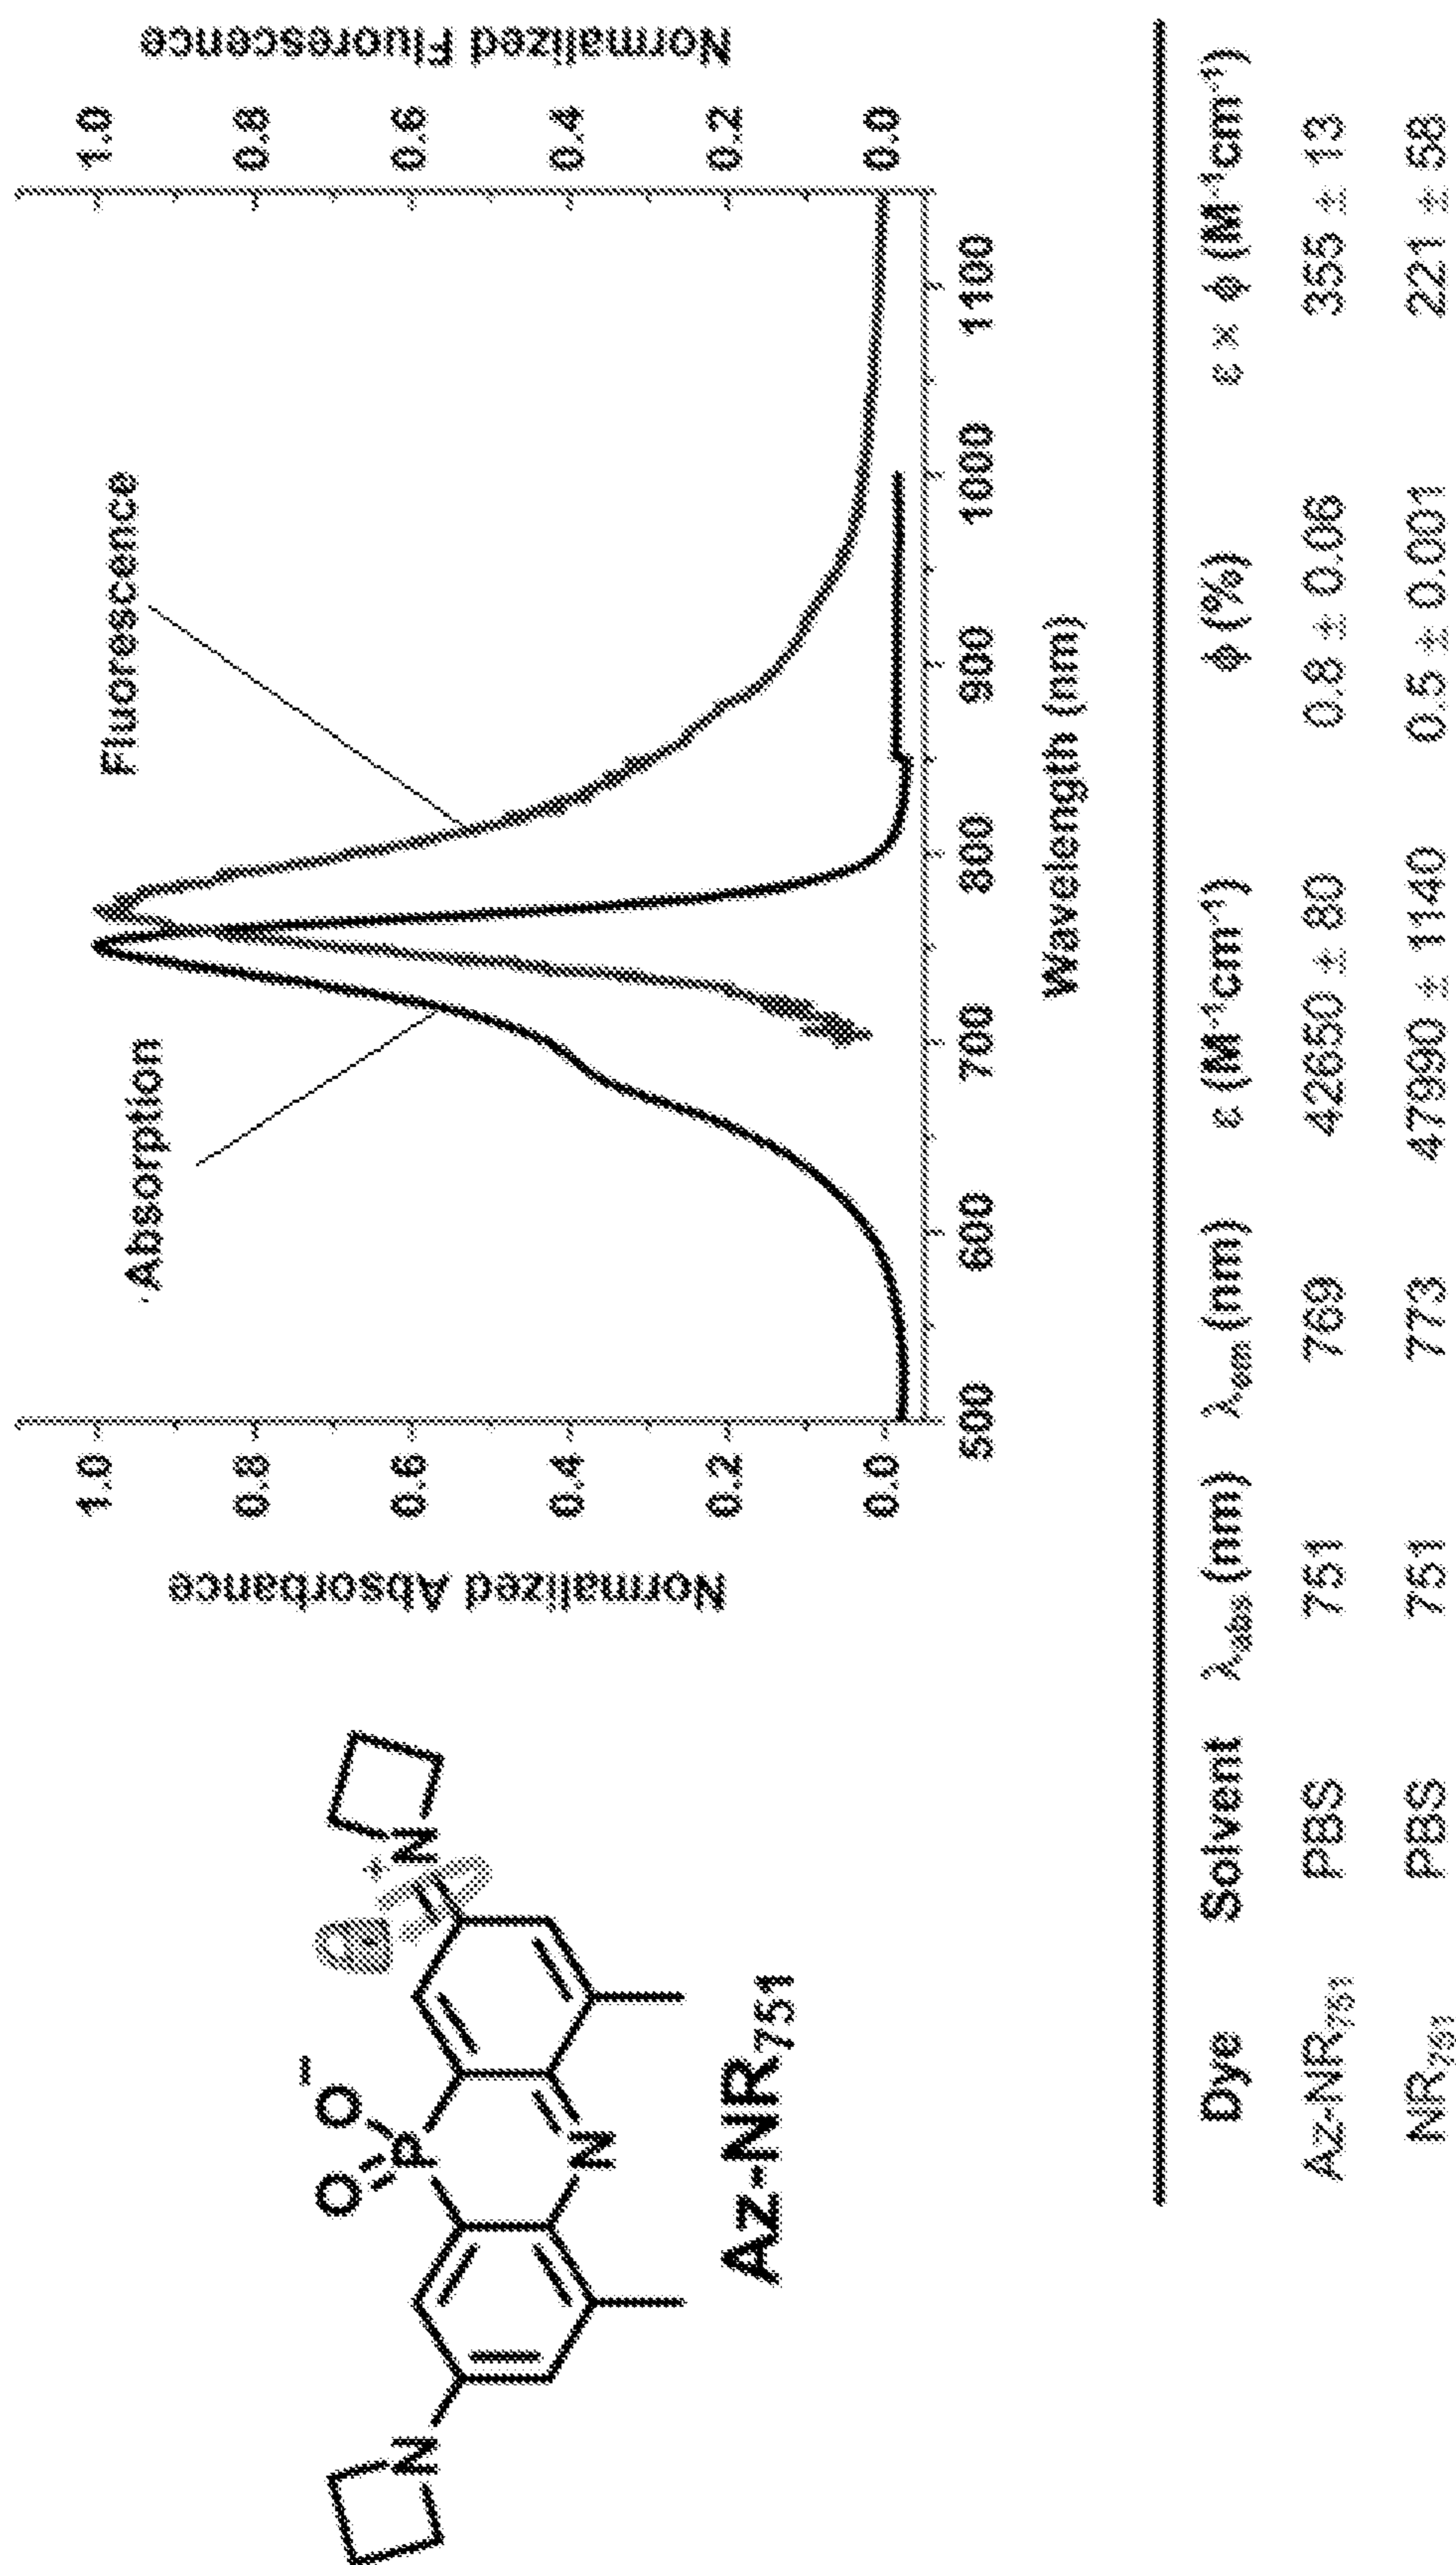 O
O
−
P
N
N
N
+
Az-NR751
Absorption
Fluorescence
Normalized Absorbance
1.0
0.8
0.6
0.4
0.2
0.0
Normalized Fluorescence
1.0
0.8
0.6
0.4
0.2
0.0
500 600 700 800 900 1000 1100
Wavelength (nm)
Dye Solvent λabs (nm) λem (nm) ε (M⁻¹cm⁻¹) ϕ (%) ε × ϕ (M⁻¹cm⁻¹)
Az-NR751 PBS 751 769 42650 ± 80 0.8 ± 0.06 355 ± 13
NR751 PBS 751 773 47990 ± 1140 0.5 ± 0.001 221 ± 58